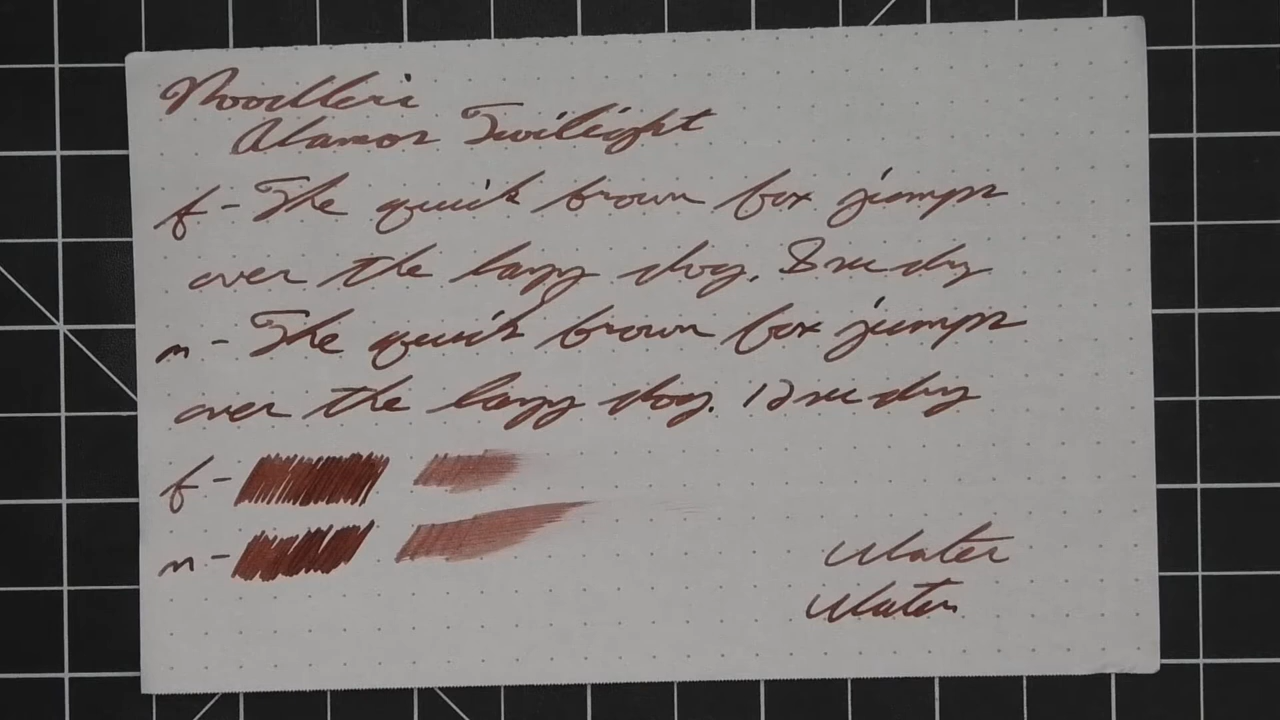 Noodler's
Alamos Twilight
f - The quick brown fox jumps
over the lazy dog. 8 sec dry
m - The quick brown fox jumps
over the lazy dog. 12 sec dry
f -
m -
Water
Water